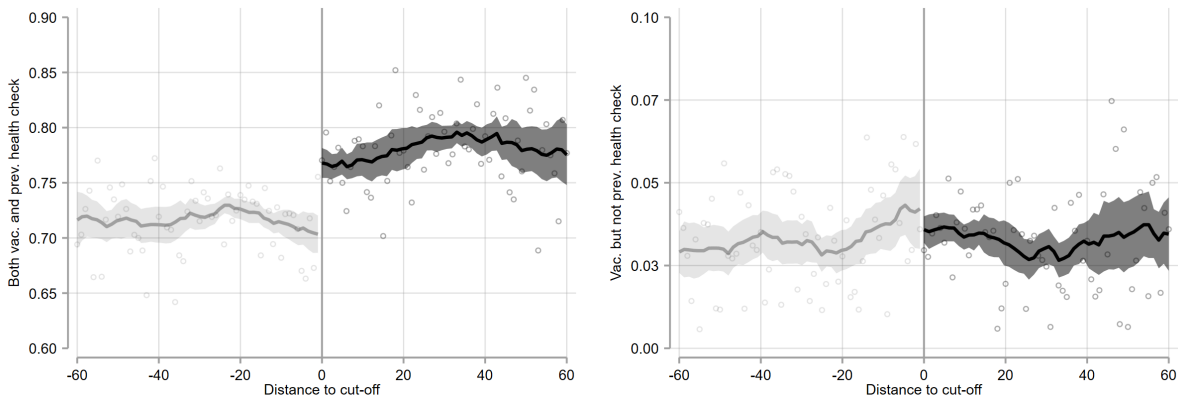 Both vac. and prev. health check
0.90
0.85
0.80
0.75
0.70
0.65
0.60
-60 -40 -20 0 20 40 60
Distance to cut-off
Vac. but not prev. health check
0.10
0.07
0.05
0.03
0.00
-60 -40 -20 0 20 40 60
Distance to cut-off